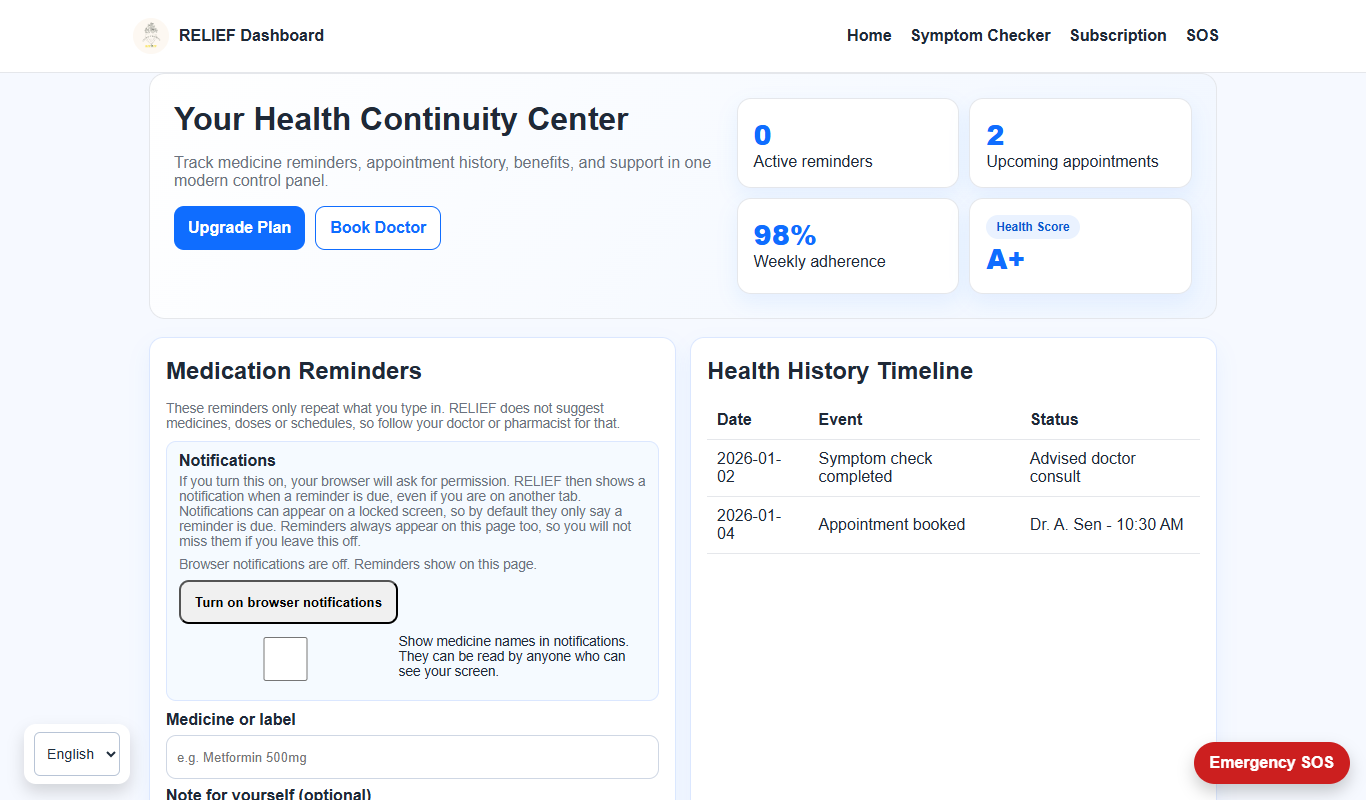 RELIEF Dashboard
Home
Symptom Checker
Subscription
SOS
Your Health Continuity Center
Track medicine reminders, appointment history, benefits, and support in one
modern control panel.
Upgrade Plan
Book Doctor
0
Active reminders
2
Upcoming appointments
98%
Weekly adherence
Health Score
A+
Medication Reminders
These reminders only repeat what you type in. RELIEF does not suggest
medicines, doses or schedules, so follow your doctor or pharmacist for that.
Notifications
If you turn this on, your browser will ask for permission. RELIEF then shows a
notification when a reminder is due, even if you are on another tab.
Notifications can appear on a locked screen, so by default they only say a
reminder is due. Reminders always appear on this page too, so you will not
miss them if you leave this off.
Browser notifications are off. Reminders show on this page.
Turn on browser notifications
Show medicine names in notifications.
They can be read by anyone who can
see your screen.
Medicine or label
e.g. Metformin 500mg
Note for yourself (optional)
Health History Timeline
Date Event Status
2026-01-
02
Symptom check
completed
Advised doctor
consult
2026-01-
04
Appointment booked
Dr. A. Sen - 10:30 AM
English
Emergency SOS